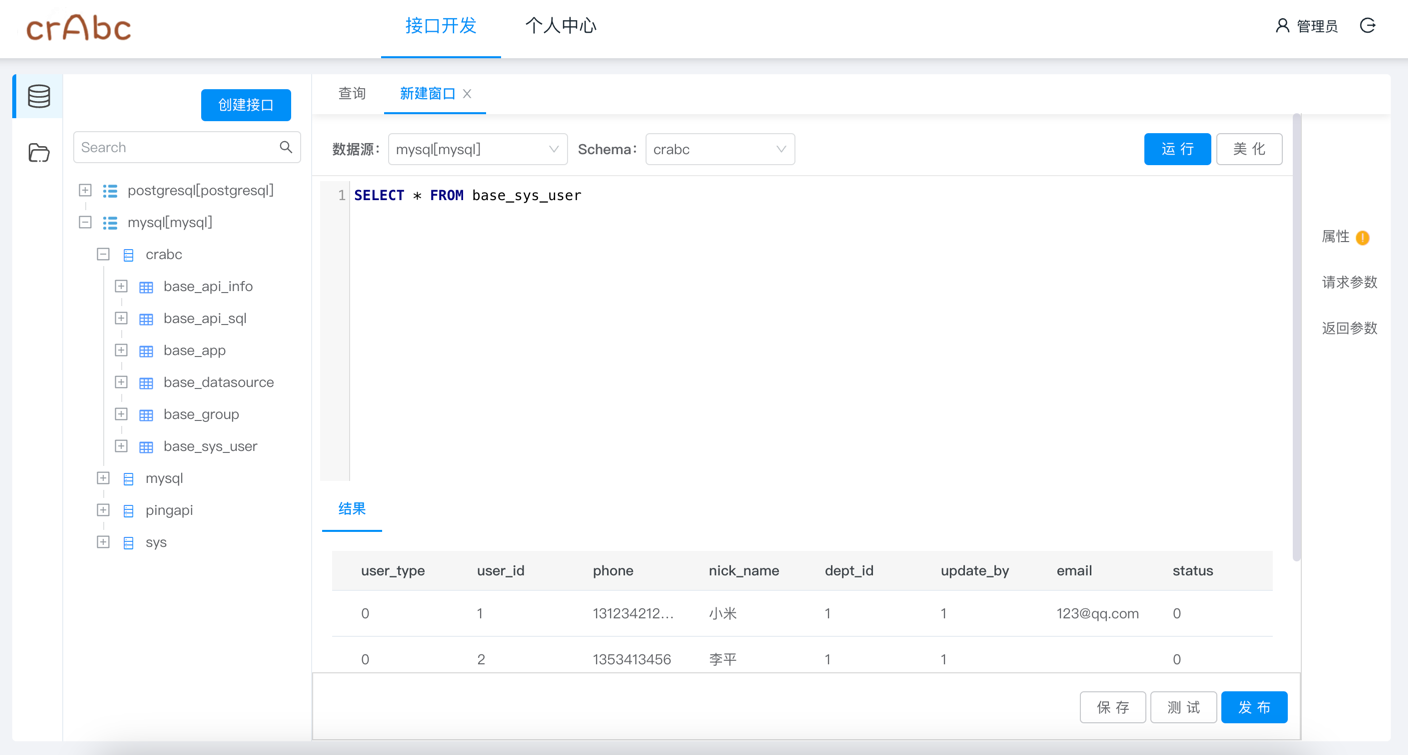 crAbc
接口开发
个人中心
管理员
创建接口
Search
postgresql[postgresql]
mysql[mysql]
crabc
base_api_info
base_api_sql
base_app
base_datasource
base_group
base_sys_user
mysql
pingapi
sys
查询
新建窗口
数据源: mysql[mysql] Schema: crabc
运 行
美 化
1 SELECT * FROM base_sys_user
结果
user_type user_id phone nick_name dept_id update_by email status
0 1 131234212... 小米 1 1 123@qq.com 0
0 2 1353413456 李平 1 1 0
保 存
测 试
发 布
属性
请求参数
返回参数